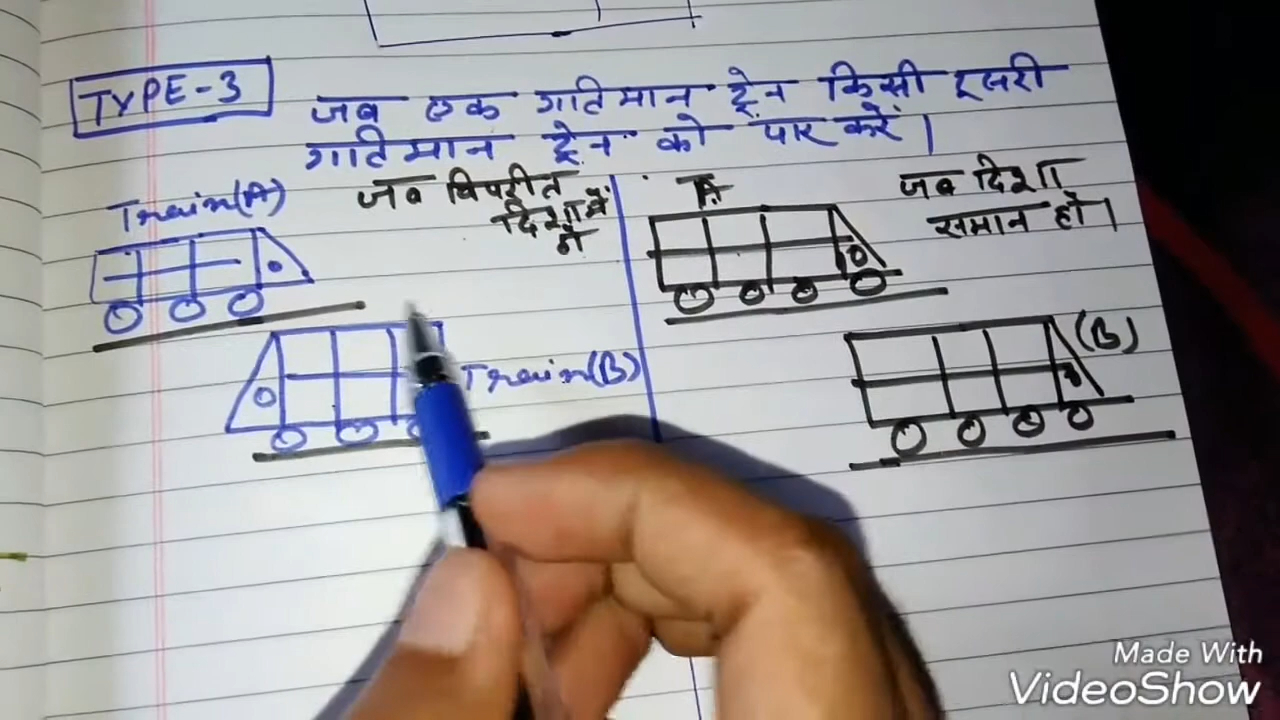 TYPE-3
जब एक गतिमान ट्रेन किसी दूसरी
गतिमान ट्रेन को पार करें।
Train(A)
जब विपरीत
दिशा में
हो
Train(B)
A
जब दिशा
समान हो।
(B)
Made With
VideoShow